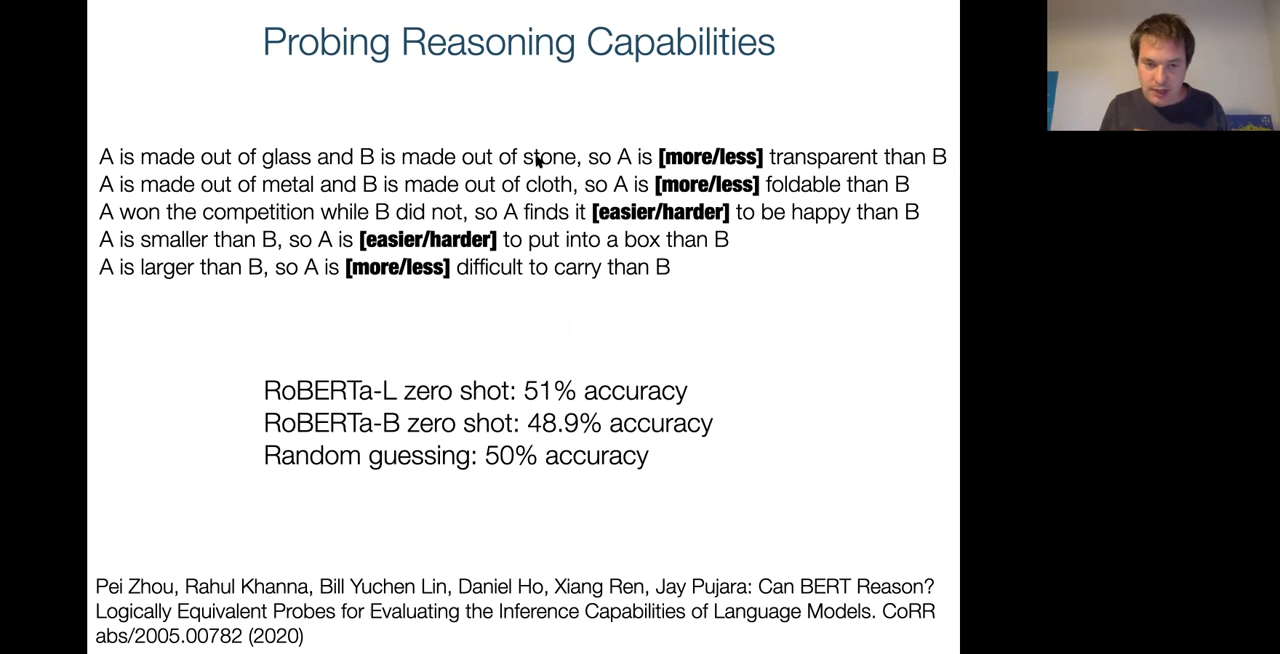 Probing Reasoning Capabilities
A is made out of glass and B is made out of stone, so A is [more/less] transparent than B
A is made out of metal and B is made out of cloth, so A is [more/less] foldable than B
A won the competition while B did not, so A finds it [easier/harder] to be happy than B
A is smaller than B, so A is [easier/harder] to put into a box than B
A is larger than B, so A is [more/less] difficult to carry than B
RoBERTa-L zero shot: 51% accuracy
RoBERTa-B zero shot: 48.9% accuracy
Random guessing: 50% accuracy
Pei Zhou, Rahul Khanna, Bill Yuchen Lin, Daniel Ho, Xiang Ren, Jay Pujara: Can BERT Reason?
Logically Equivalent Probes for Evaluating the Inference Capabilities of Language Models. CoRR
abs/2005.00782 (2020)